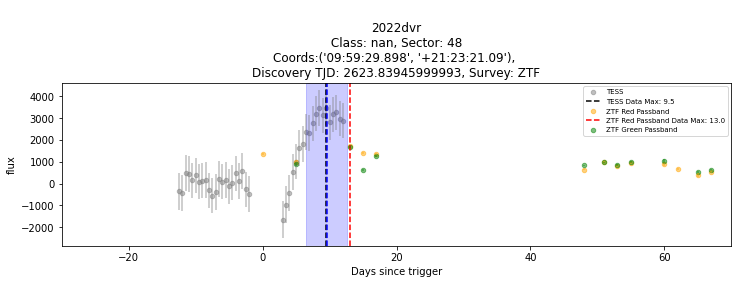 2022dvr
Class: nan, Sector: 48
Coords:('09:59:29.898', '+21:23:21.09'),
Discovery TJD: 2623.83945999993, Survey: ZTF
TESS
TESS Data Max: 9.5
ZTF Red Passband
ZTF Red Passband Data Max: 13.0
ZTF Green Passband
4000
3000
2000
1000
0
−1000
−2000
flux
−20
0
20
40
60
Days since trigger